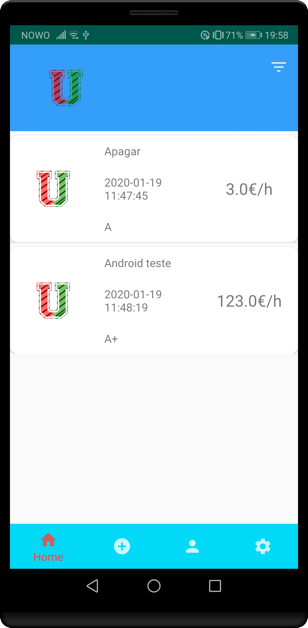 NOWO 71% 19:58
U
Apagar
U
2020-01-19
11:47:45
3.0€/h
A
Android teste
U
2020-01-19
11:48:19
123.0€/h
A+
Home